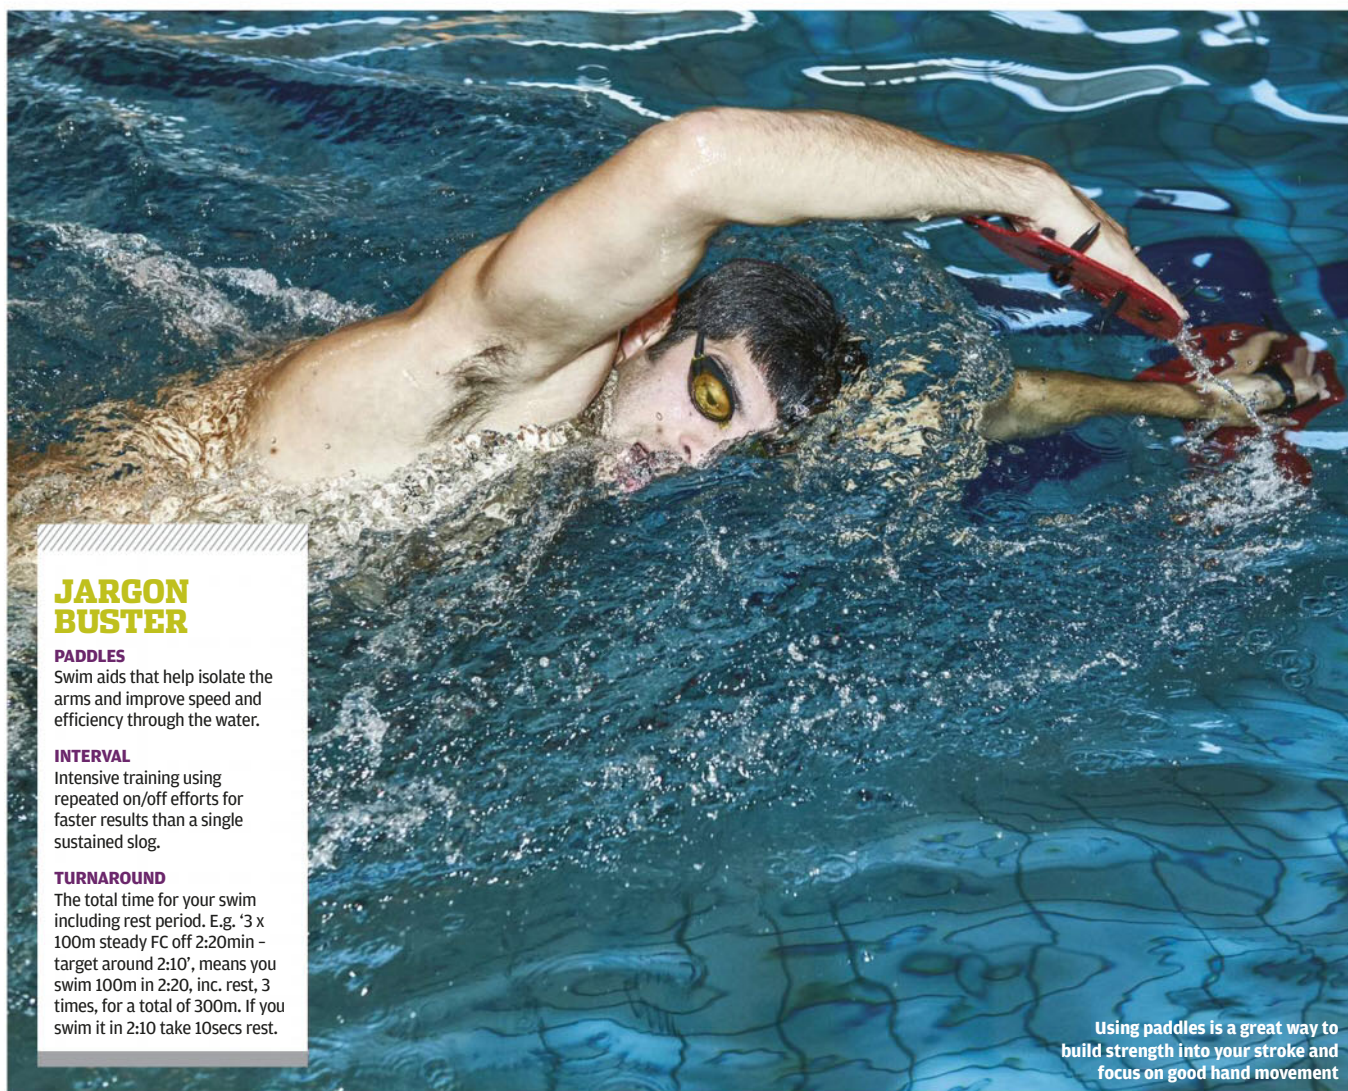 JARGON
BUSTER
PADDLES
Swim aids that help isolate the
arms and improve speed and
efficiency through the water.
INTERVAL
Intensive training using
repeated on/off efforts for
faster results than a single
sustained slog.
TURNAROUND
The total time for your swim
including rest period. E.g. ‘3 x
100m steady FC off 2:20min –
target around 2:10’, means you
swim 100m in 2:20, inc. rest, 3
times, for a total of 300m. If you
swim it in 2:10 take 10secs rest.
Using paddles is a great way to
build strength into your stroke and
focus on good hand movement